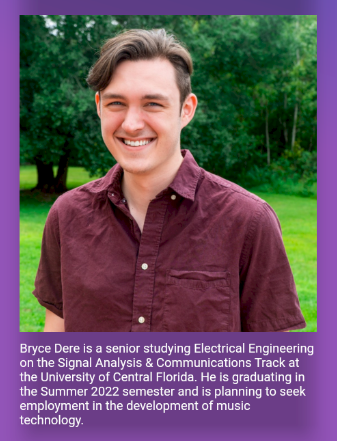 Bryce Dere is a senior studying Electrical Engineering
on the Signal Analysis & Communications Track at
the University of Central Florida. He is graduating in
the Summer 2022 semester and is planning to seek
employment in the development of music
technology.